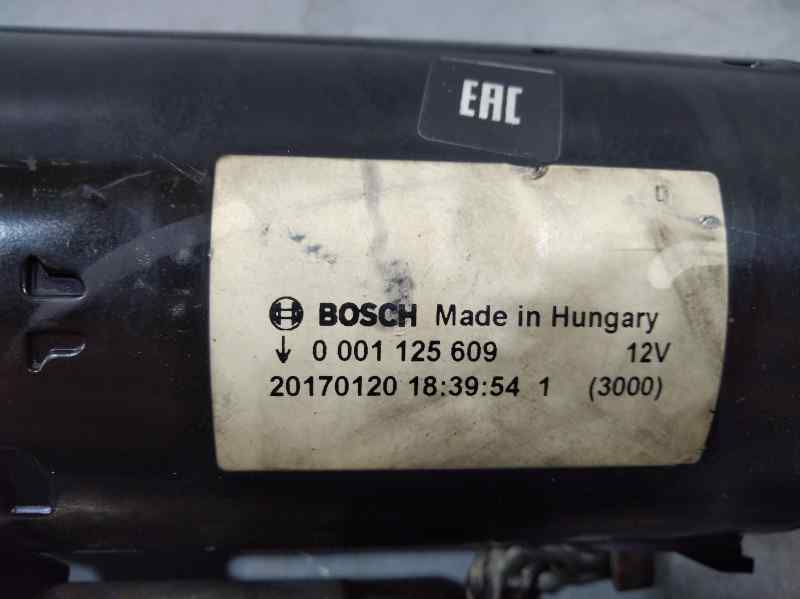 EAC
BOSCH Made in Hungary
↓ 0 001 125 609 12V
20170120 18:39:54 1 (3000)